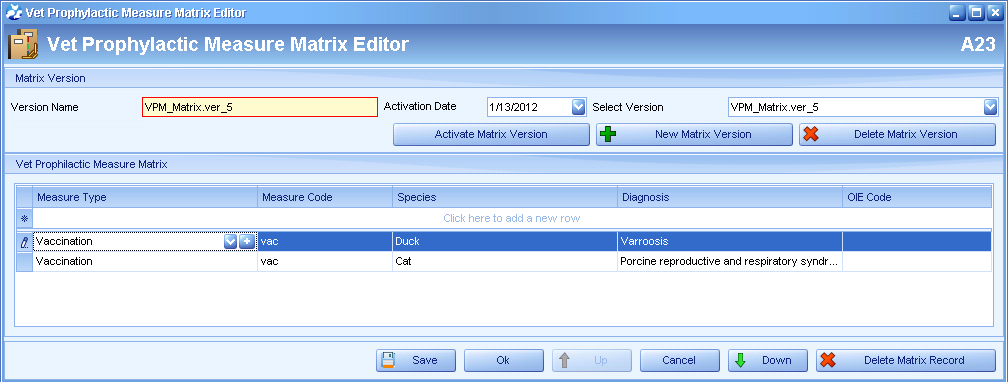 Vet Prophylactic Measure Matrix Editor
Vet Prophylactic Measure Matrix Editor A23
Matrix Version
Version Name VPM_Matrix.ver_5 Activation Date 1/13/2012 Select Version VPM_Matrix.ver_5
Activate Matrix Version New Matrix Version Delete Matrix Version
Vet Prophilactic Measure Matrix
Measure Type Measure Code Species Diagnosis OIE Code
Click here to add a new row
Vaccination vac Duck Varroosis
Vaccination vac Cat Porcine reproductive and respiratory syndr...
Save Ok Up Cancel Down Delete Matrix Record